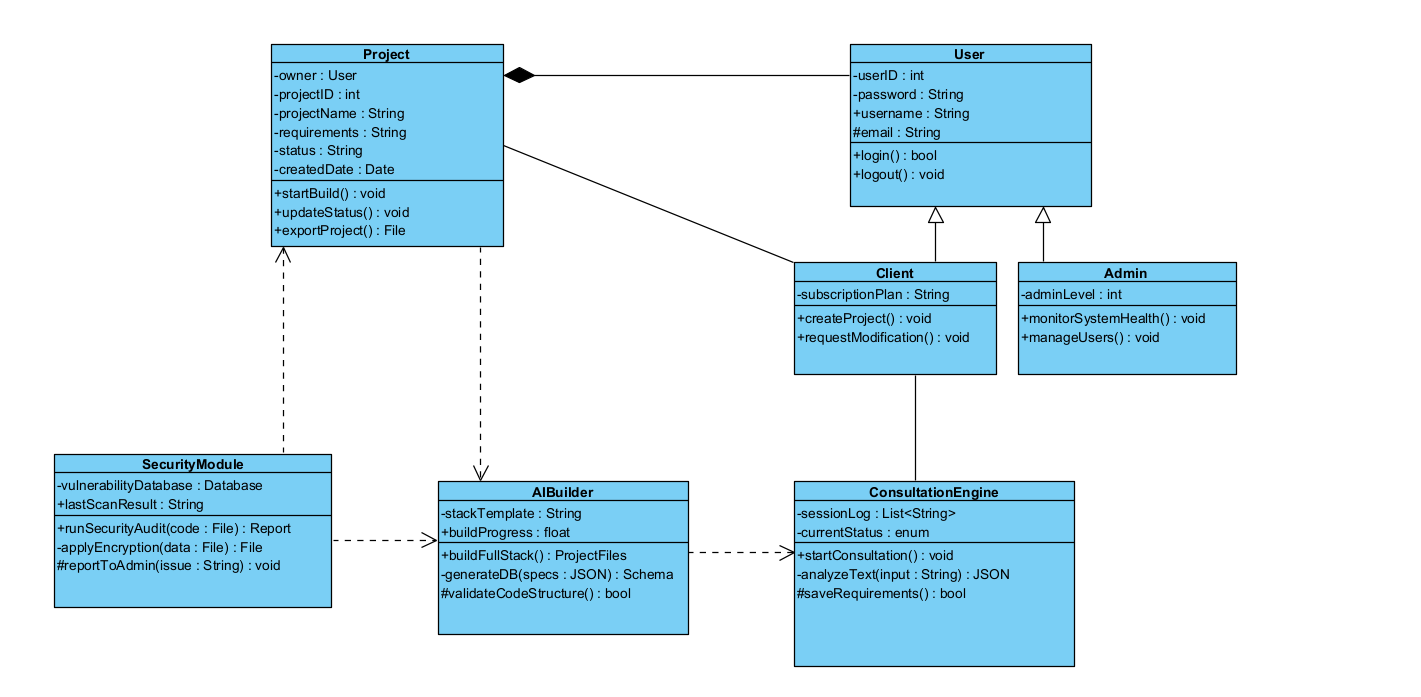 Project
-owner : User
-projectID : int
-projectName : String
-requirements : String
-status : String
-createdDate : Date
+startBuild() : void
+updateStatus() : void
+exportProject() : File
User
-userID : int
-password : String
+username : String
#email : String
+login() : bool
+logout() : void
Client
-subscriptionPlan : String
+createProject() : void
+requestModification() : void
Admin
-adminLevel : int
+monitorSystemHealth() : void
+manageUsers() : void
SecurityModule
-vulnerabilityDatabase : Database
+lastScanResult : String
+runSecurityAudit(code : File) : Report
-applyEncryption(data : File) : File
#reportToAdmin(issue : String) : void
AIBuilder
-stackTemplate : String
+buildProgress : float
+buildFullStack() : ProjectFiles
-generateDB(specs : JSON) : Schema
#validateCodeStructure() : bool
ConsultationEngine
-sessionLog : List<String>
-currentStatus : enum
+startConsultation() : void
-analyzeText(input : String) : JSON
#saveRequirements() : bool